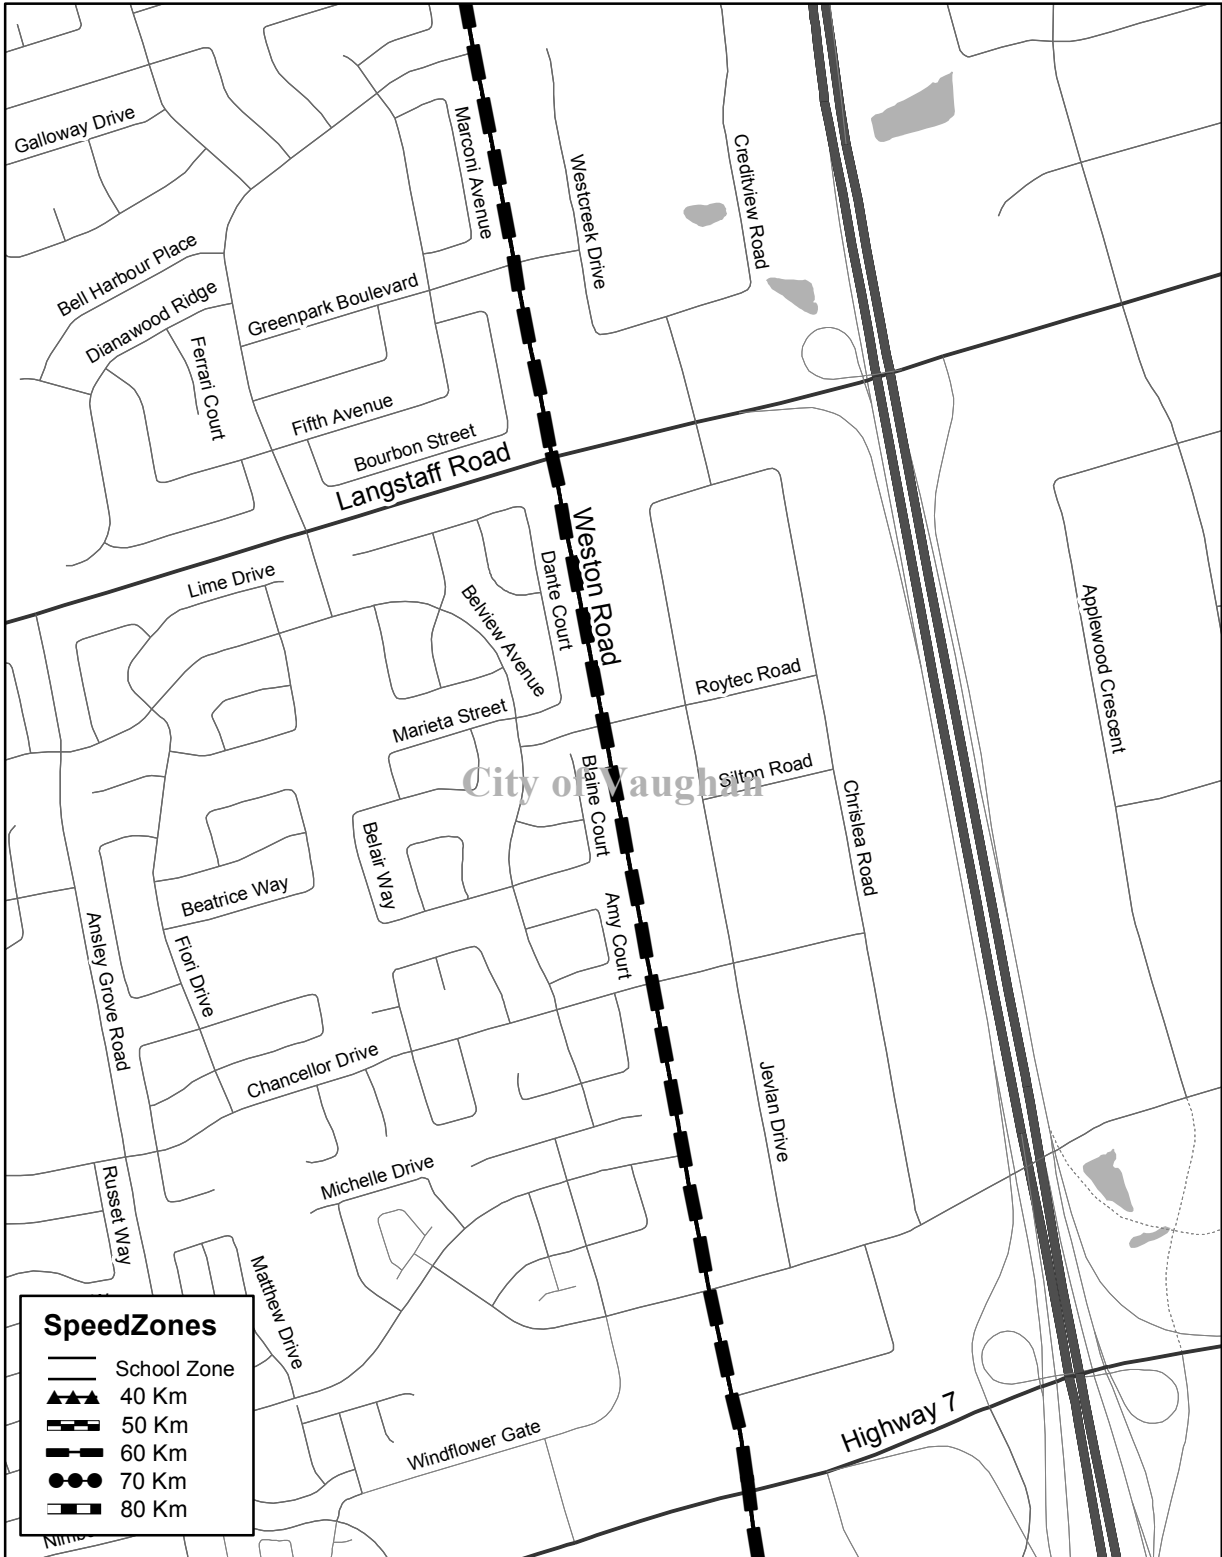 Galloway Drive
Marconi Avenue
Westcreek Drive
Creditview Road
Bell Harbour Place
Dianawood Ridge
Greenpark Boulevard
Ferrari Court
Fifth Avenue
Bourbon Street
Langstaff Road
Weston Road
Lime Drive
Dante Court
Belview Avenue
Applewood Crescent
Roytec Road
Marieta Street
City of Vaughan
Silton Road
Blaine Court
Chrislea Road
Belair Way
Beatrice Way
Amy Court
Ansley Grove Road
Fiori Drive
Chancellor Drive
Jevlan Drive
Michelle Drive
Russet Way
Matthew Drive
Highway 7
Windflower Gate
SpeedZones
School Zone
40 Km
50 Km
60 Km
70 Km
80 Km